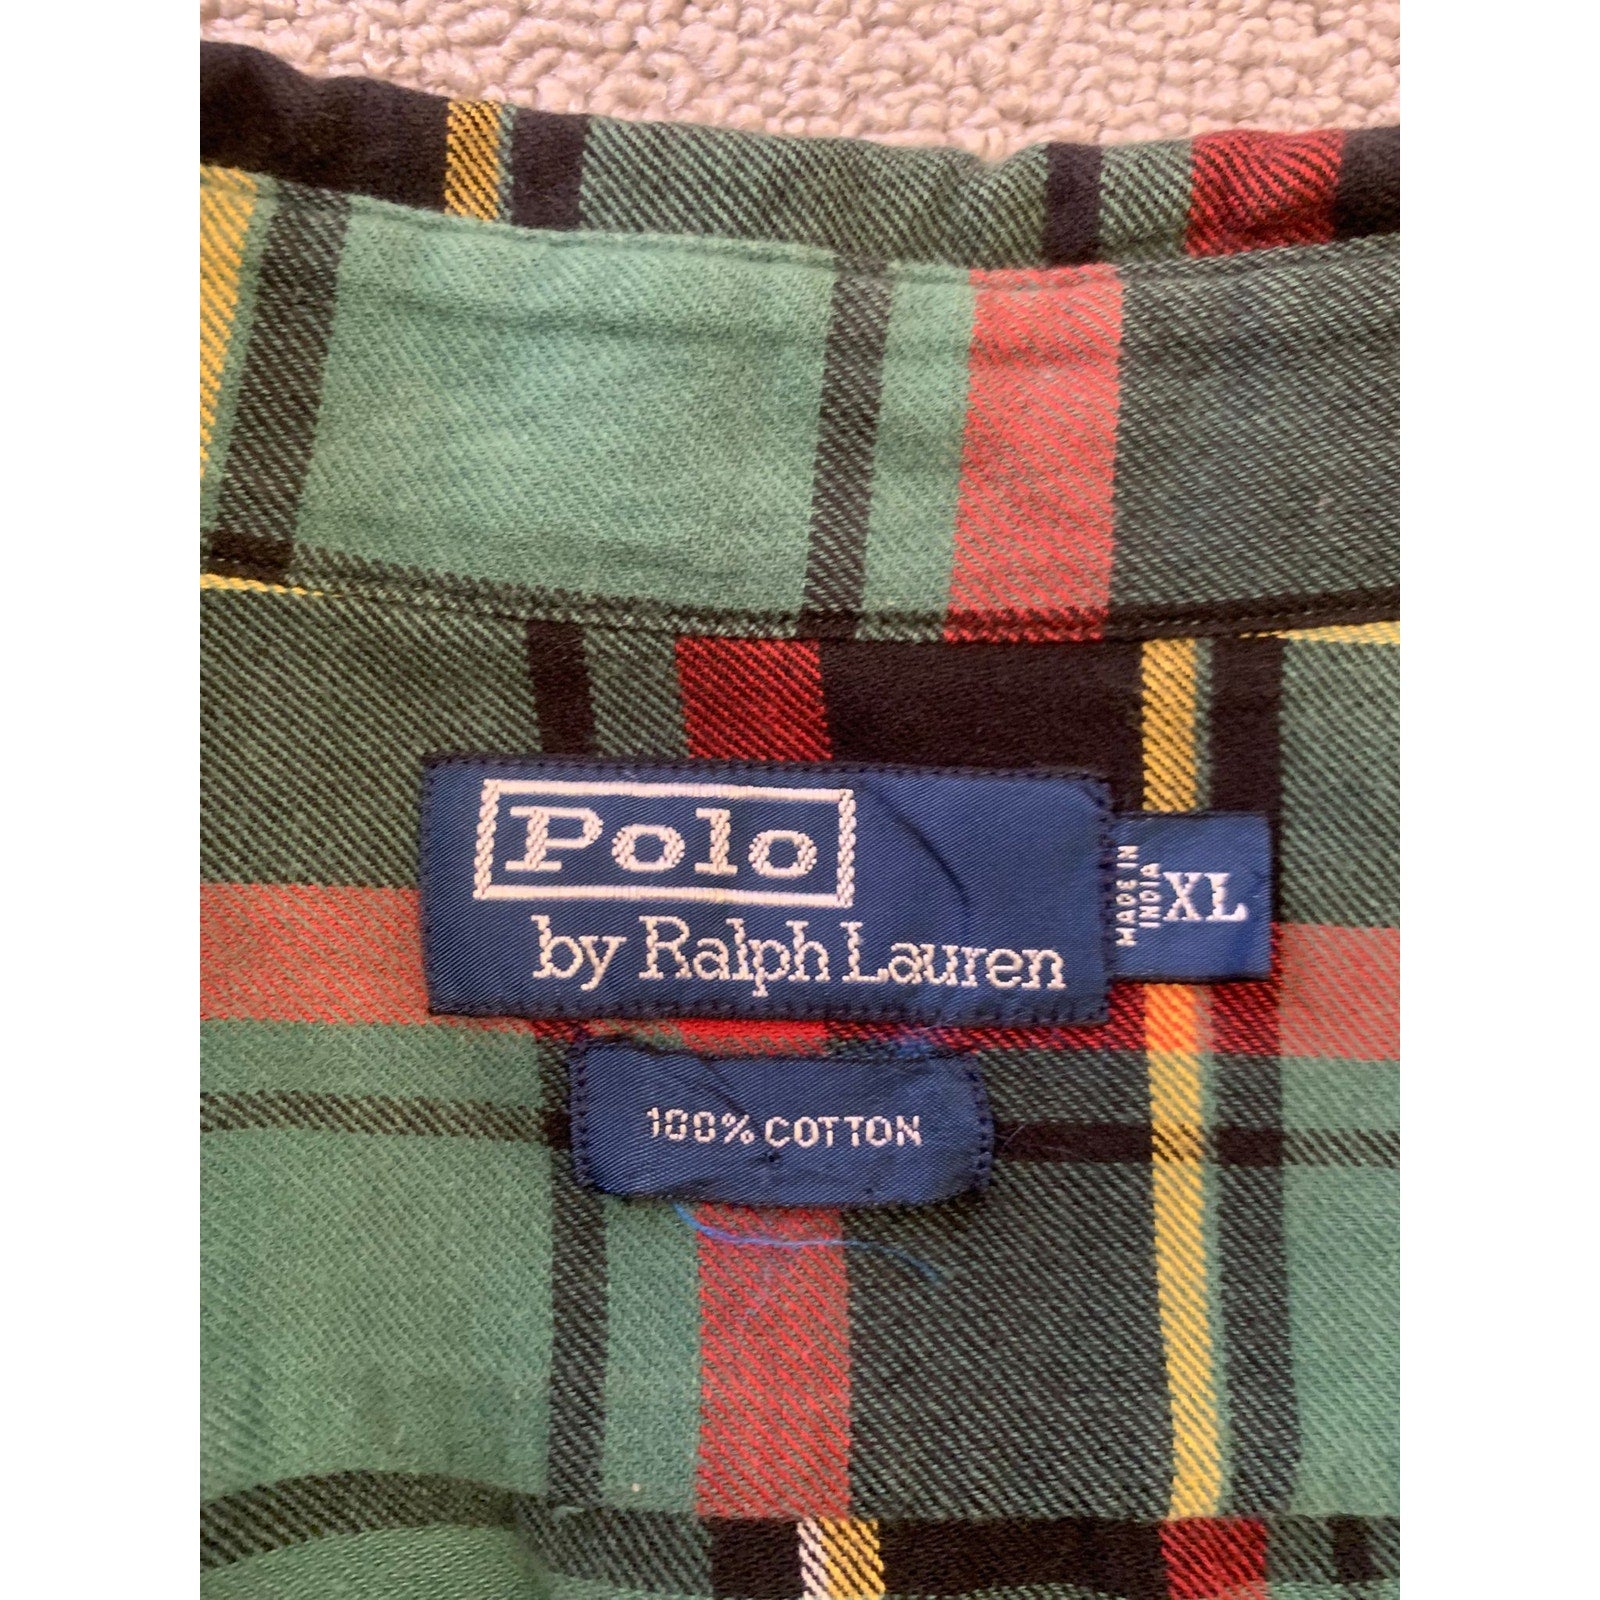 Polo
by Ralph Lauren
MADE IN
INDIA
XL
100% COTTON